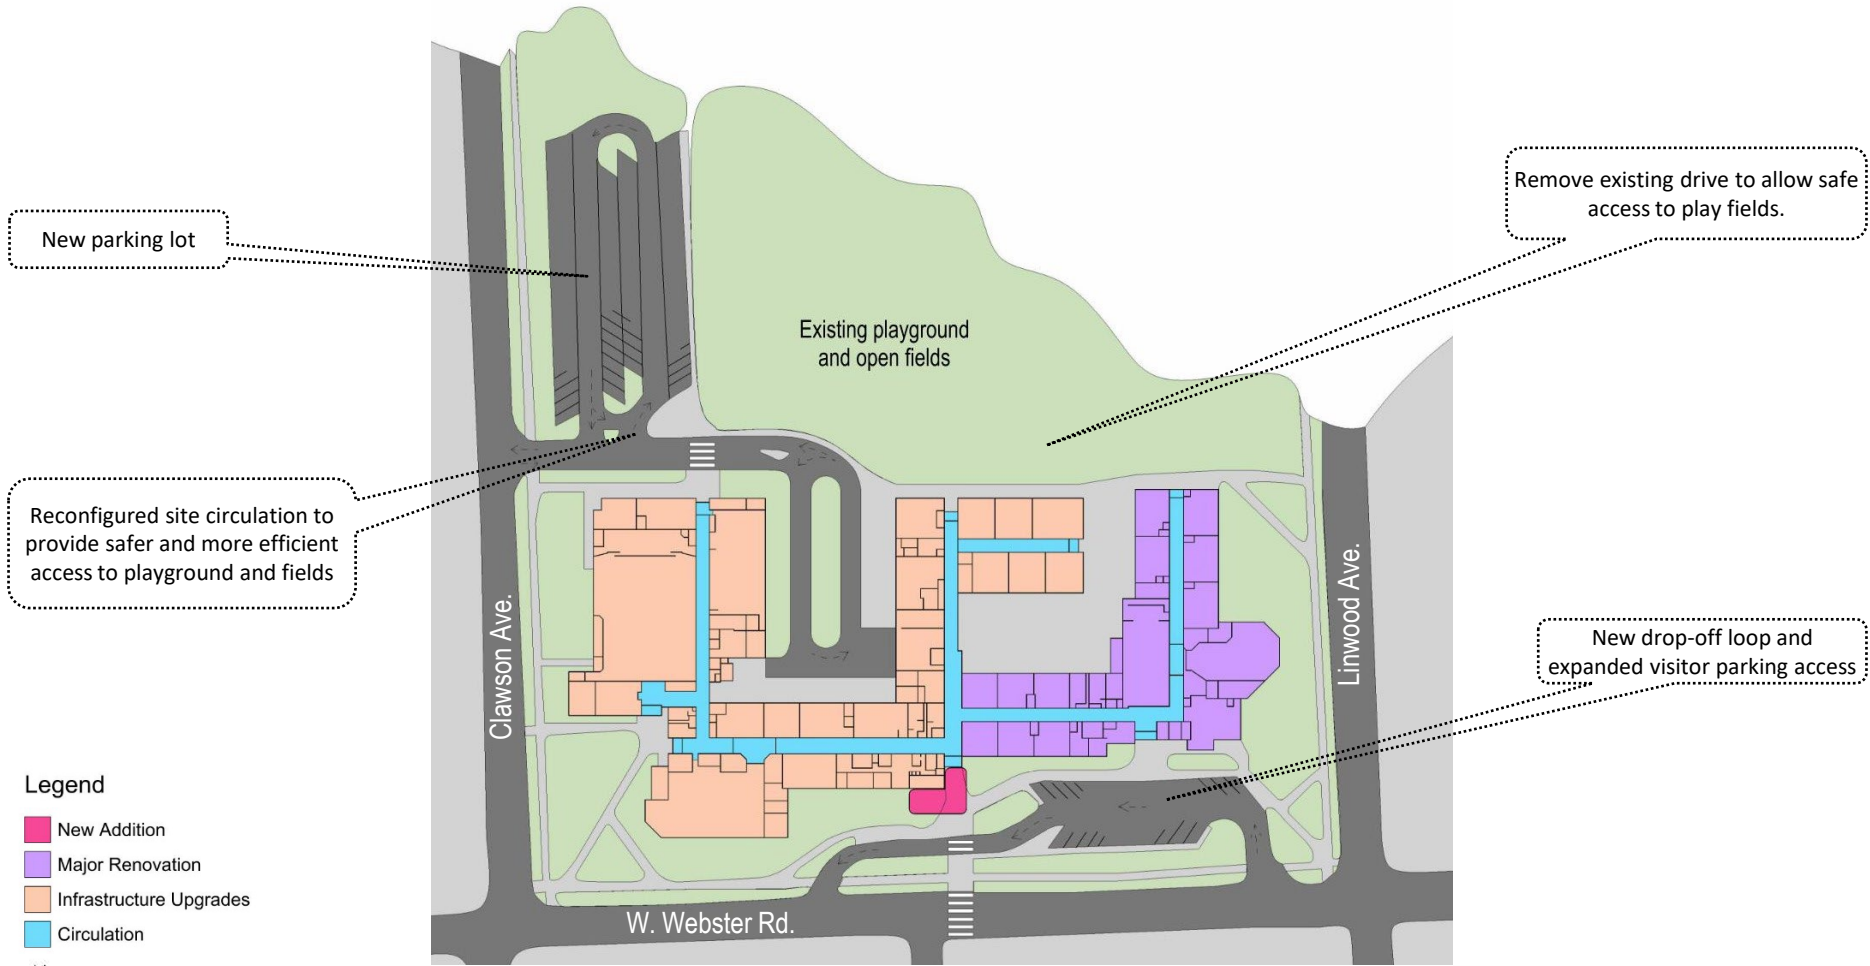 New parking lot
Remove existing drive to allow safe
access to play fields.
Existing playground
and open fields
Reconfigured site circulation to
provide safer and more efficient
access to playground and fields
Clawson Ave.
Linwood Ave.
New drop-off loop and
expanded visitor parking access
W. Webster Rd.
Legend
New Addition
Major Renovation
Infrastructure Upgrades
Circulation